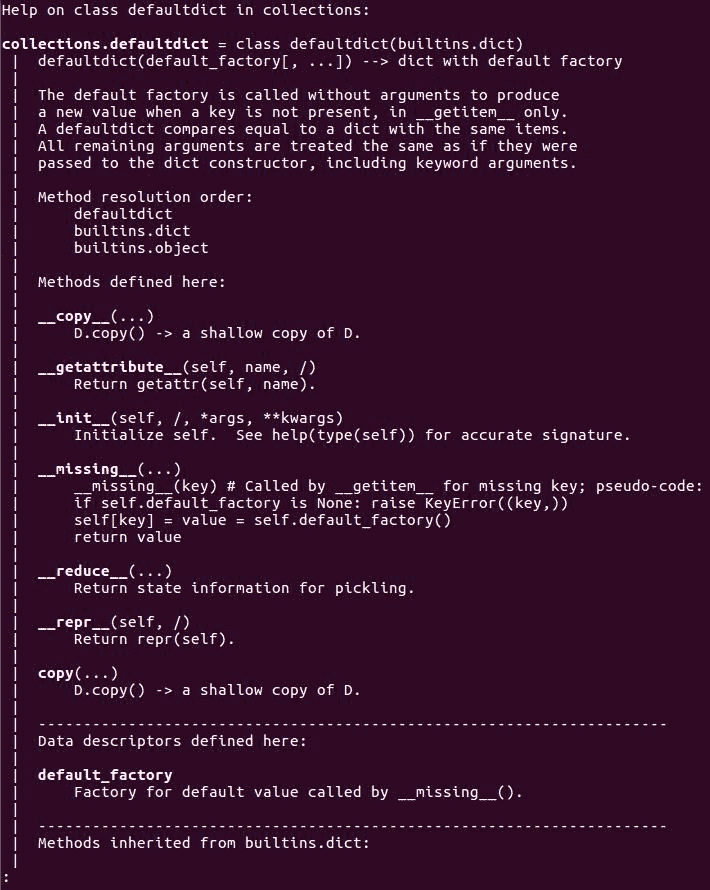 Help on class defaultdict in collections:

collections.defaultdict = class defaultdict(builtins.dict)
 |  defaultdict(default_factory[, ...]) --> dict with default factory
 |
 |  The default factory is called without arguments to produce
 |  a new value when a key is not present, in __getitem__ only.
 |  A defaultdict compares equal to a dict with the same items.
 |  All remaining arguments are treated the same as if they were
 |  passed to the dict constructor, including keyword arguments.
 |
 |  Method resolution order:
 |      defaultdict
 |      builtins.dict
 |      builtins.object
 |
 |  Methods defined here:
 |
 |  __copy__(...)
 |      D.copy() -> a shallow copy of D.
 |
 |  __getattribute__(self, name, /)
 |      Return getattr(self, name).
 |
 |  __init__(self, /, *args, **kwargs)
 |      Initialize self.  See help(type(self)) for accurate signature.
 |
 |  __missing__(...)
 |      __missing__(key) # Called by __getitem__ for missing key; pseudo-code:
 |      if self.default_factory is None: raise KeyError((key,))
 |      self[key] = value = self.default_factory()
 |      return value
 |
 |  __reduce__(...)
 |      Return state information for pickling.
 |
 |  __repr__(self, /)
 |      Return repr(self).
 |
 |  copy(...)
 |      D.copy() -> a shallow copy of D.
 |
 |  ----------------------------------------------------------------------
 |  Data descriptors defined here:
 |
 |  default_factory
 |      Factory for default value called by __missing__().
 |
 |  ----------------------------------------------------------------------
 |  Methods inherited from builtins.dict:
 |
: